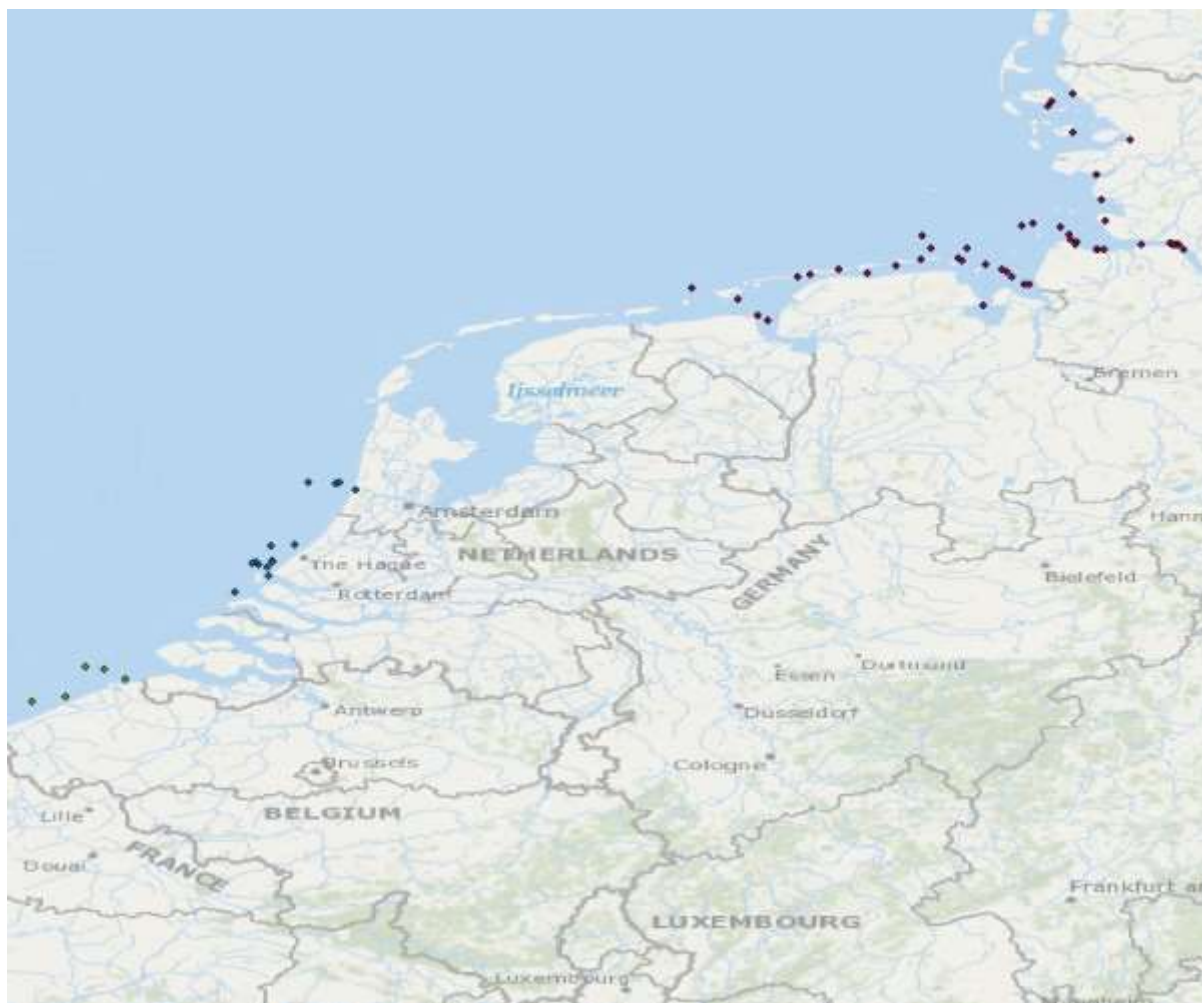 Bremen
Ijsselmeer
Amsterdam
Hann
NETHERLANDS
The Hague
GERMANY
Bielefeld
Rotterdam
Essen
Dortmund
Antwerp
Düsseldorf
Brussels
Cologne
Lille
BELGIUM
Douai
FRANCE
Frankfurt a
LUXEMBOURG
Luxembourg